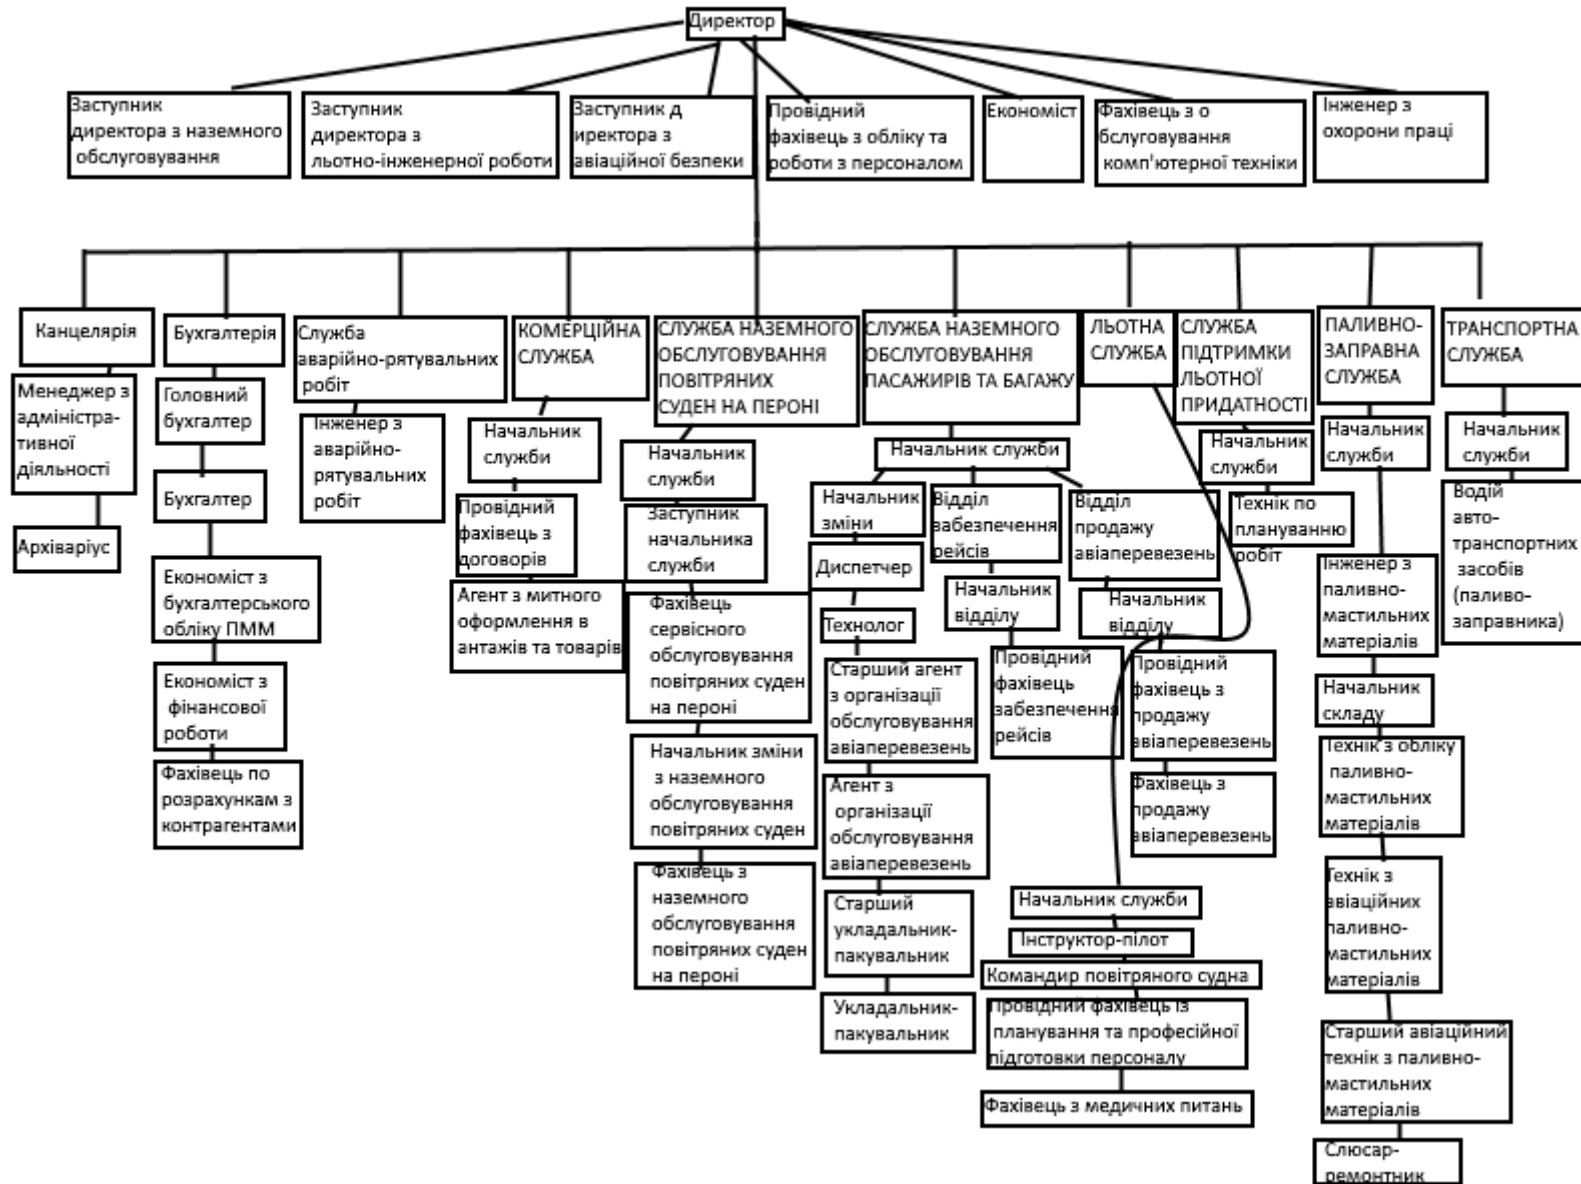 Директор
Заступник
директора з наземного
обслуговування
Заступник
директора з
льотно-інженерної роботи
Заступник д
иректора з
авіаційної безпеки
Провідний
фахівець з обліку та
роботи з персоналом
Економіст
Фахівець з о
бслуговування
комп'ютерної техніки
Інженер з
охорони праці
Канцелярія
Менеджер з
адміністра-
тивної
діяльності
Архіваріус
Бухгалтерія
Головний
бухгалтер
Бухгалтер
Економіст з
бухгалтерського
обліку ПММ
Економіст з
фінансової
роботи
Фахівець по
розрахункам з
контрагентами
Служба
аварійно-рятувальних
робіт
Інженер з
аварійно-
рятувальних
робіт
КОМЕРЦІЙНА
СЛУЖБА
Начальник
служби
Провідний
фахівець з
договорів
Агент з митного
оформлення в
антажів та товарів
СЛУЖБА НАЗЕМНОГО
ОБСЛУГОВУВАННЯ
ПОВІТРЯНИХ
СУДЕН НА ПЕРОНІ
Начальник
служби
Заступник
начальника
служби
Фахівець
сервісного
обслуговування
повітряних суден
на пероні
Начальник зміни
з наземного
обслуговування
повітряних суден
Фахівець з
наземного
обслуговування
повітряних суден
на пероні
СЛУЖБА НАЗЕМНОГО
ОБСЛУГОВУВАННЯ
ПАСАЖИРІВ ТА БАГАЖУ
Начальник служби
Начальник
зміни
Диспетчер
Технолог
Старший агент
з організації
обслуговування
авіаперевезень
Агент з
організації
обслуговування
авіаперевезень
Старший
укладальник-
пакувальник
Укладальник-
пакувальник
Відділ
забезпечення
рейсів
Начальник
відділу
Провідний
фахівець
забезпечення
рейсів
Відділ
продажу
авіаперевезень
Начальник
відділу
Провідний
фахівець з
продажу
авіаперевезень
Фахівець з
продажу
авіаперевезень
ЛЬОТНА
СЛУЖБА
Начальник служби
Інструктор-пілот
Командир повітряного судна
Провідний фахівець із
планування та професійної
підготовки персоналу
Фахівець з медичних питань
СЛУЖБА
ПІДТРИМКИ
ЛЬОТНОЇ
ПРИДАТНОСТІ
Начальник
служби
Технік по
плануванню
робіт
ПАЛИВНО-
ЗАПРАВНА
СЛУЖБА
Начальник
служби
Інженер з
паливно-
мастильних
матеріалів
Начальник
складу
Технік з обліку
паливно-
мастильних
матеріалів
Технік з
авіаційних
паливно-
мастильних
матеріалів
Старший авіаційний
технік з паливно-
мастильних
матеріалів
Слюсар-
ремонтник
ТРАНСПОРТНА
СЛУЖБА
Начальник
служби
Водій
авто-
транспортних
засобів
(паливо-
заправника)